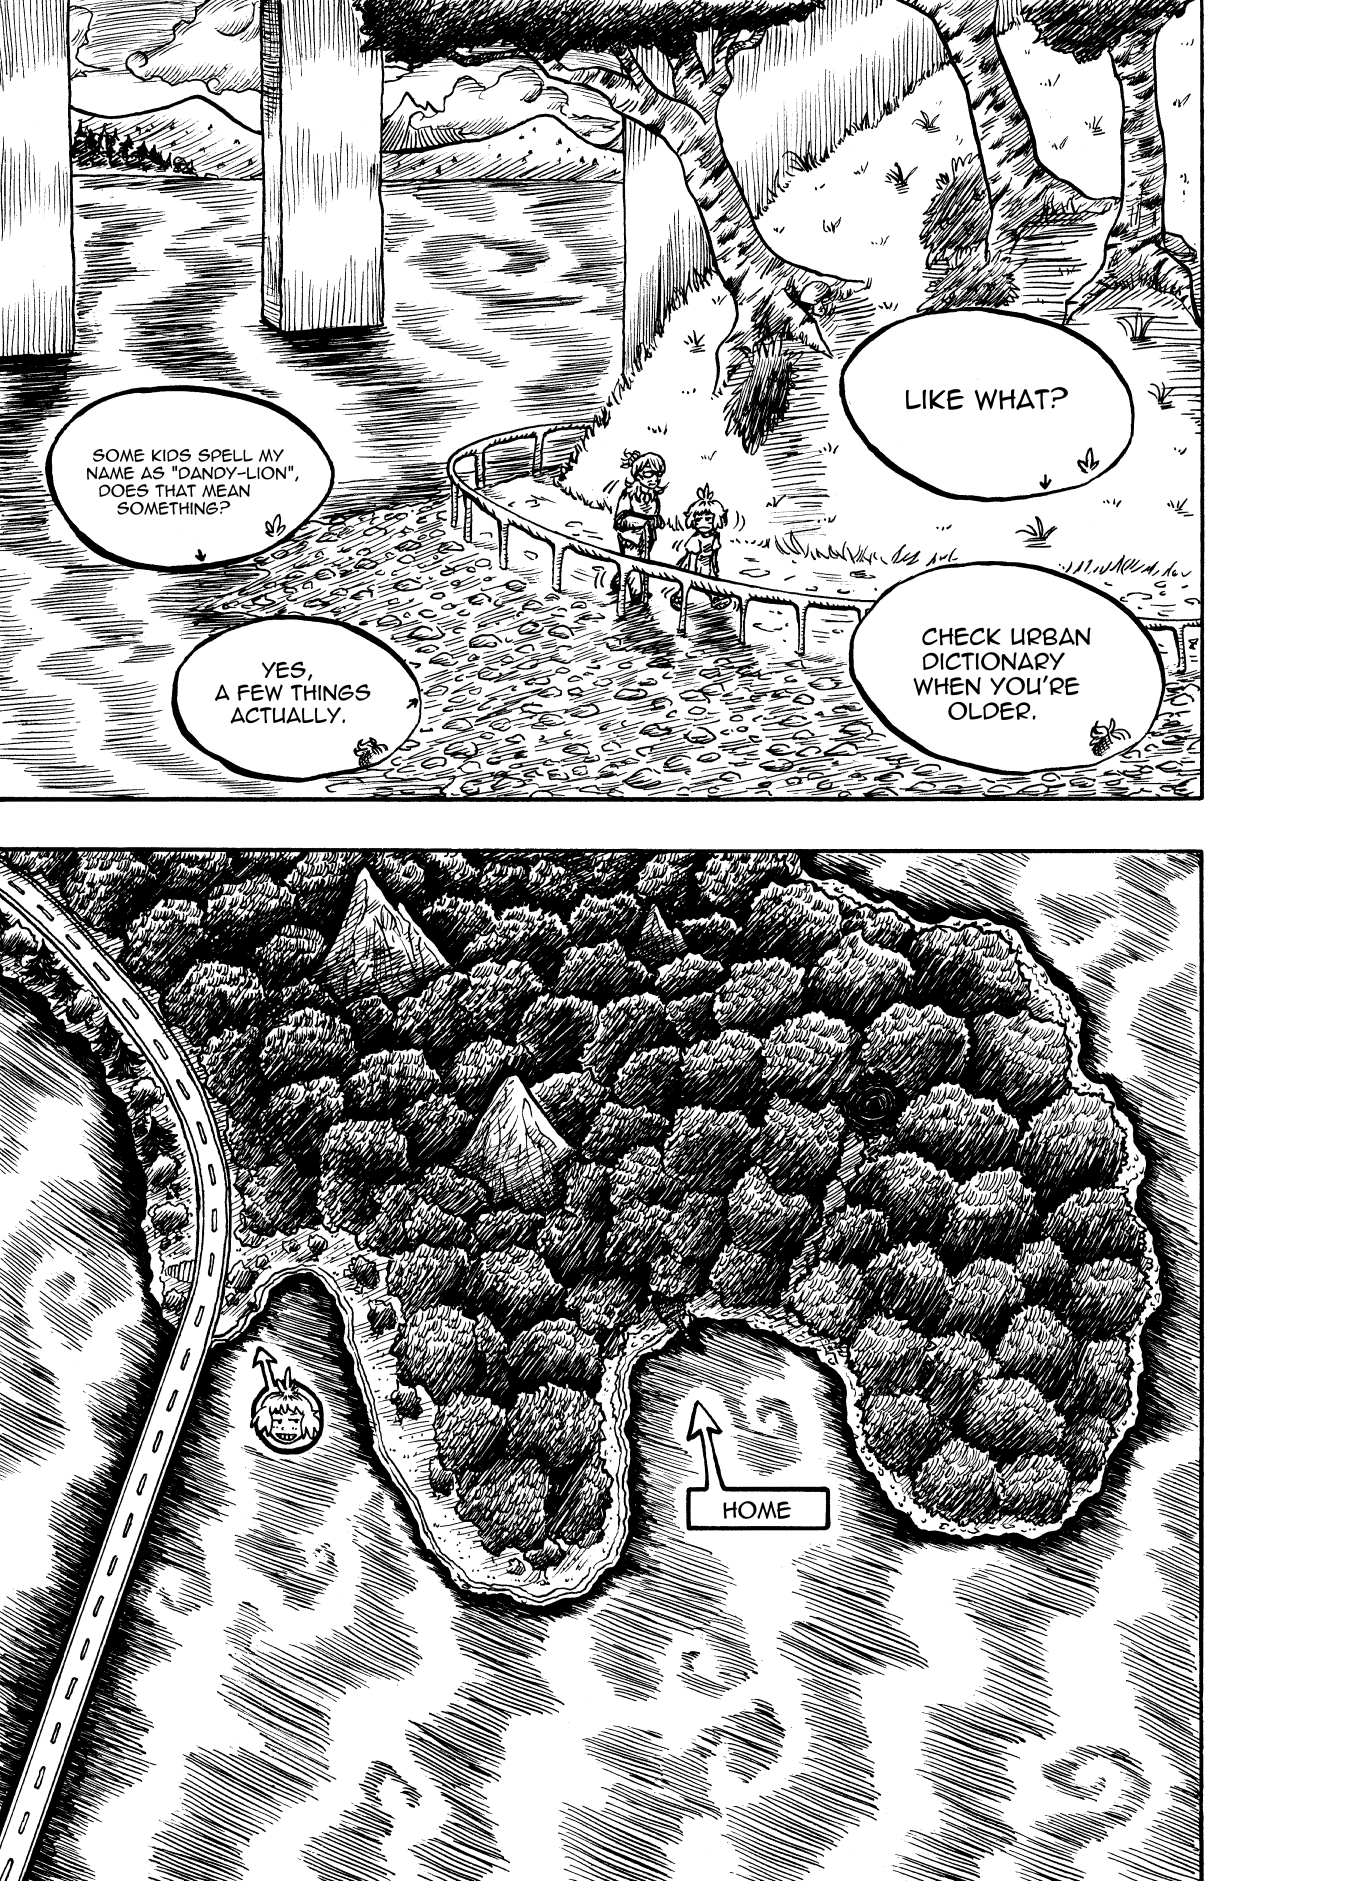 SOME KIDS SPELL MY
NAME AS "DANDY-LION",
DOES THAT MEAN
SOMETHING?
YES,
A FEW THINGS
ACTUALLY.
LIKE WHAT?
CHECK URBAN
DICTIONARY
WHEN YOU'RE
OLDER.
HOME